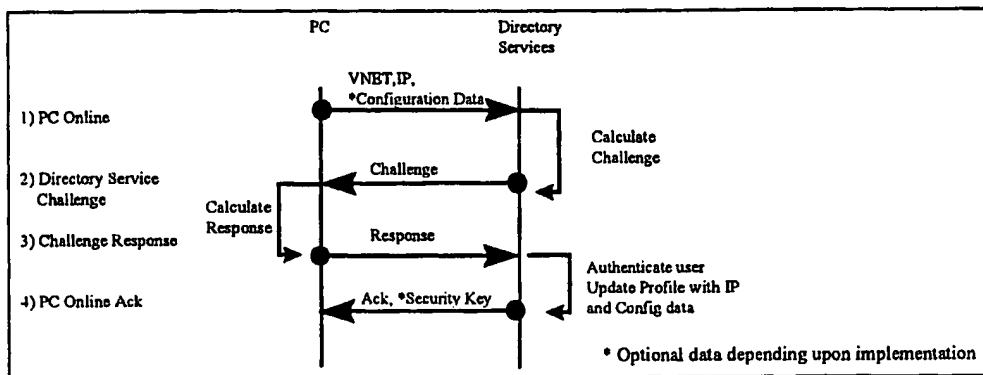 PC
Directory
Services
VNET,IP,
*Configuration Data
1) PC Online
Calculate
Challenge
2) Directory Service
Challenge
Challenge
Calculate
Response
3) Challenge Response
Response
Authenticate user
Update Profile with IP
and Config data
4) PC Online Ack
Ack, *Security Key
* Optional data depending upon implementation